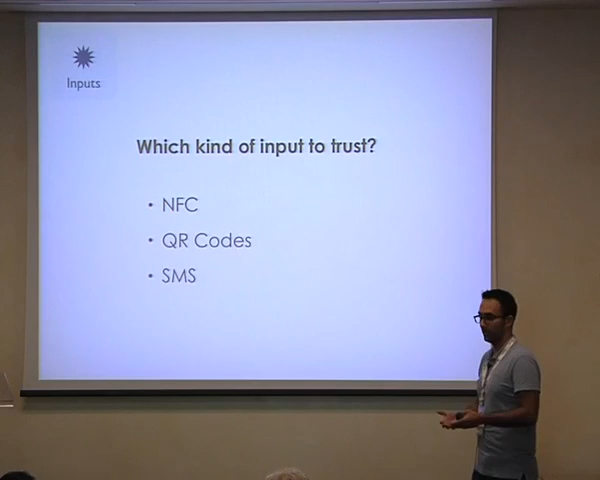 Inputs
Which kind of input to trust?
• NFC
• QR Codes
• SMS